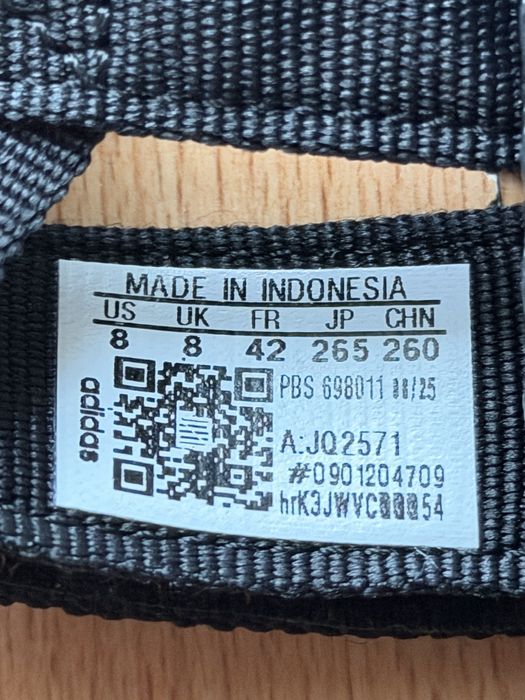 MADE IN INDONESIA
US UK FR JP CHN
8 8 42 265 260
adidas
PBS 698011
A:JQ2571
#0901204709